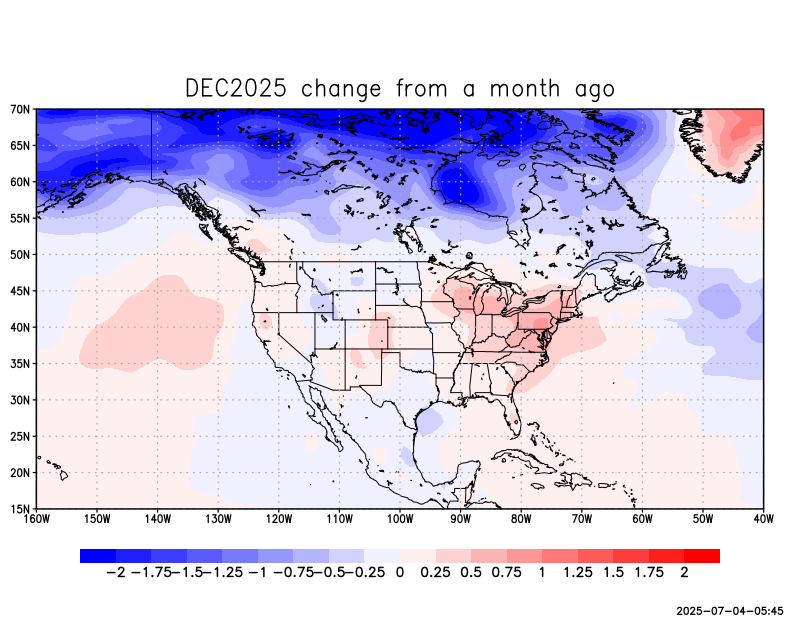 DEC2025 change from a month ago
70N
65N
60N
55N
50N
45N
40N
35N
30N
25N
20N
15N
160W 150W 140W 130W 120W 110W 100W 90W 80W 70W 60W 50W 40W
-2 -1.75 -1.5 -1.25 -1 -0.75 -0.5 -0.25 0 0.25 0.5 0.75 1 1.25 1.5 1.75 2
2025-07-04-05:45